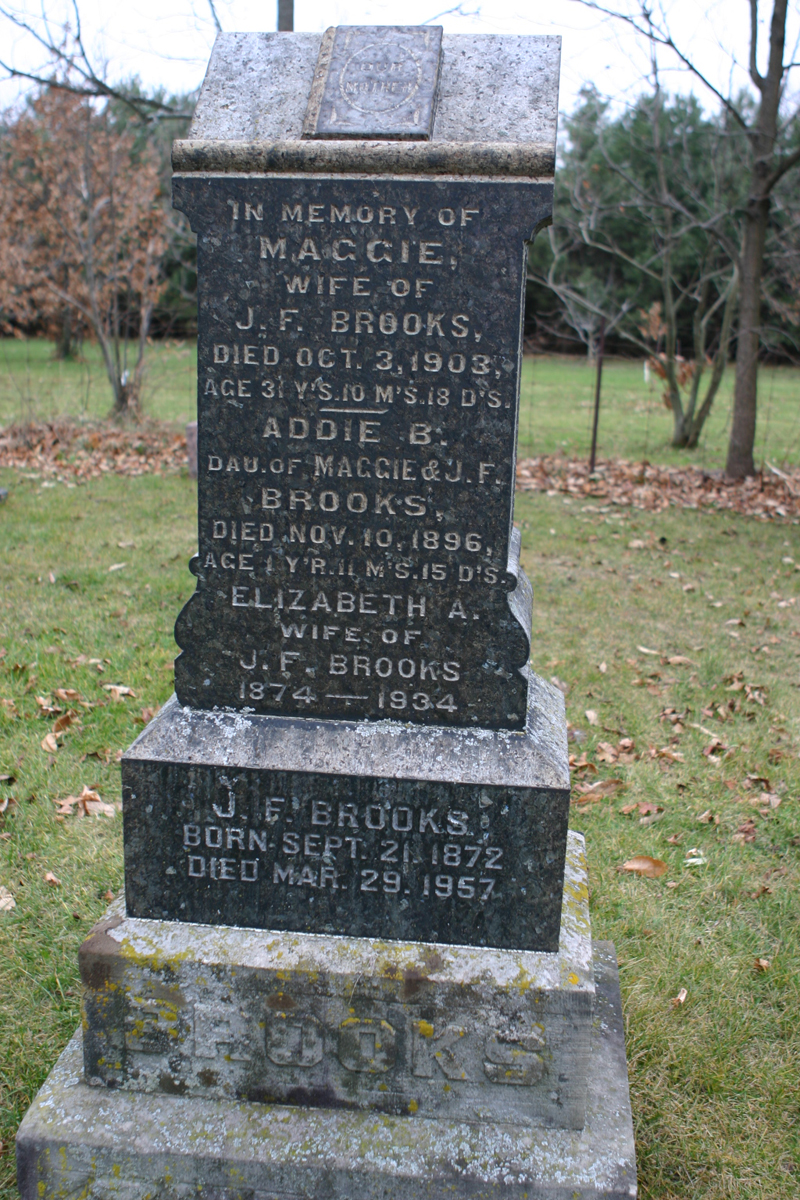 IN MEMORY OF
MAGGIE,
WIFE OF
J. F. BROOKS,
DIED OCT. 3, 1903,
AGE 31 Y'S. 10 M'S. 18 D'S.
ADDIE B.
DAU. OF MAGGIE & J. F.
BROOKS,
DIED NOV. 10, 1896,
AGE 1 Y'R. 11 M'S. 15 D'S.
ELIZABETH A.
WIFE OF
J. F. BROOKS
1874 — 1934
J. F. BROOKS
BORN SEPT. 21, 1872
DIED MAR. 29, 1957
BROOKS